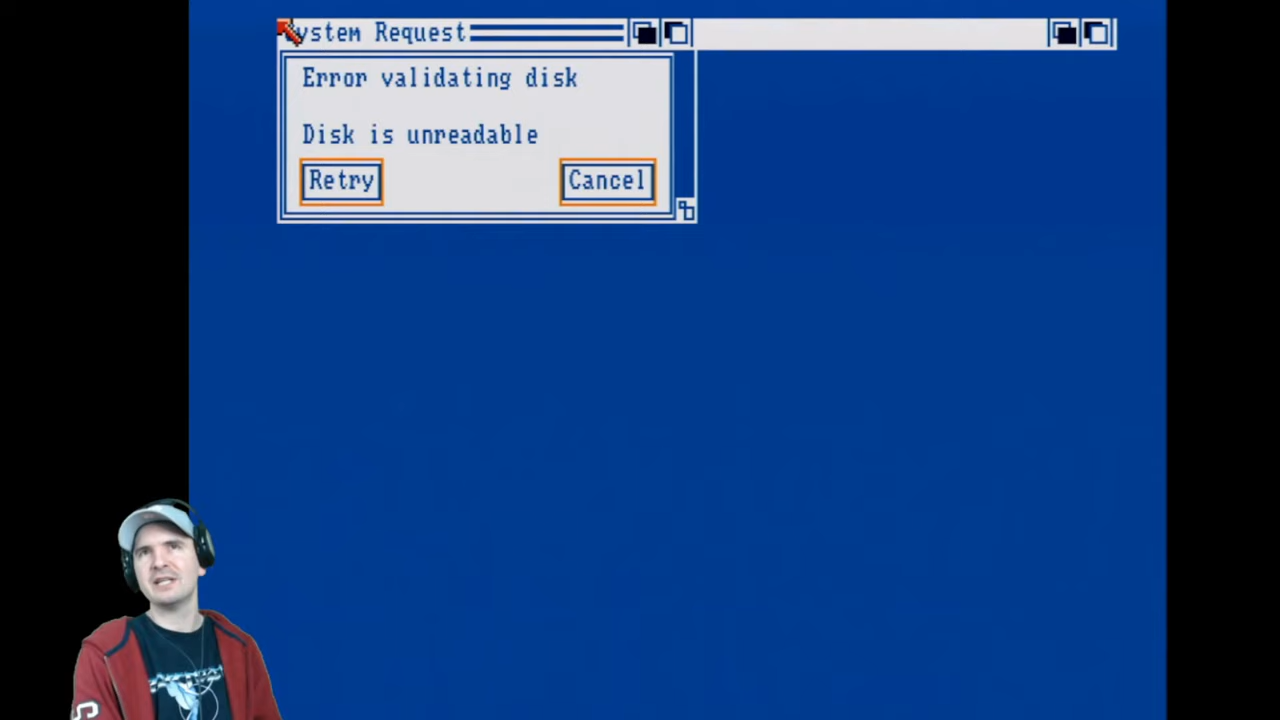 ystem Request
Error validating disk
Disk is unreadable
Retry
Cancel